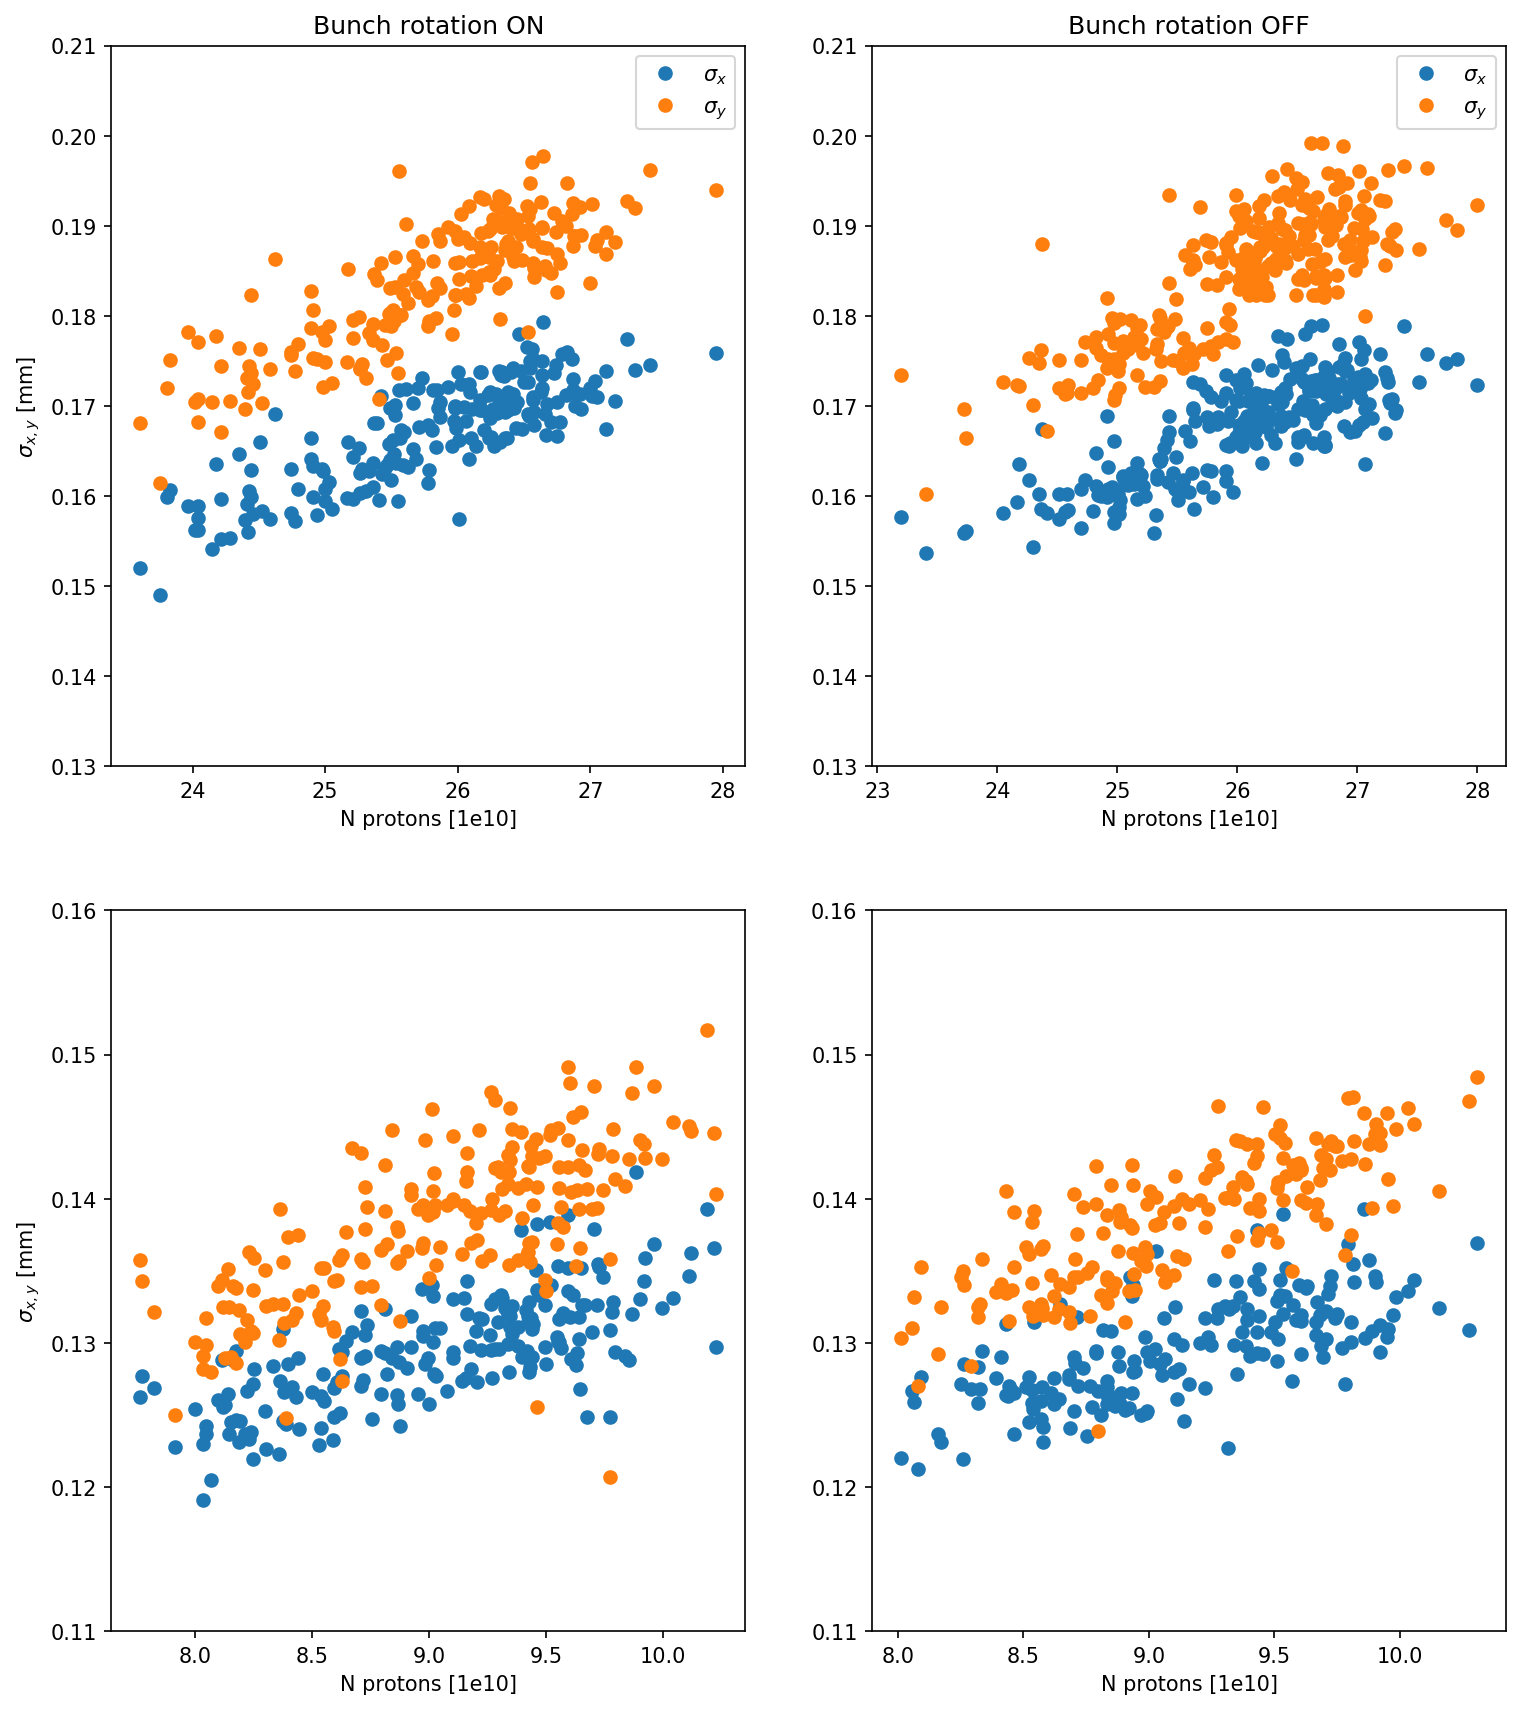 Bunch rotation ON
Bunch rotation OFF
σx
σy
σx
σy
0.21
0.20
0.19
0.18
0.17
0.16
0.15
0.14
0.13
σx, y [mm]
24 25 26 27 28
N protons [1e10]
0.21
0.20
0.19
0.18
0.17
0.16
0.15
0.14
0.13
23 24 25 26 27 28
N protons [1e10]
0.16
0.15
0.14
0.13
0.12
0.11
σx, y [mm]
8.0 8.5 9.0 9.5 10.0
N protons [1e10]
0.16
0.15
0.14
0.13
0.12
0.11
8.0 8.5 9.0 9.5 10.0
N protons [1e10]